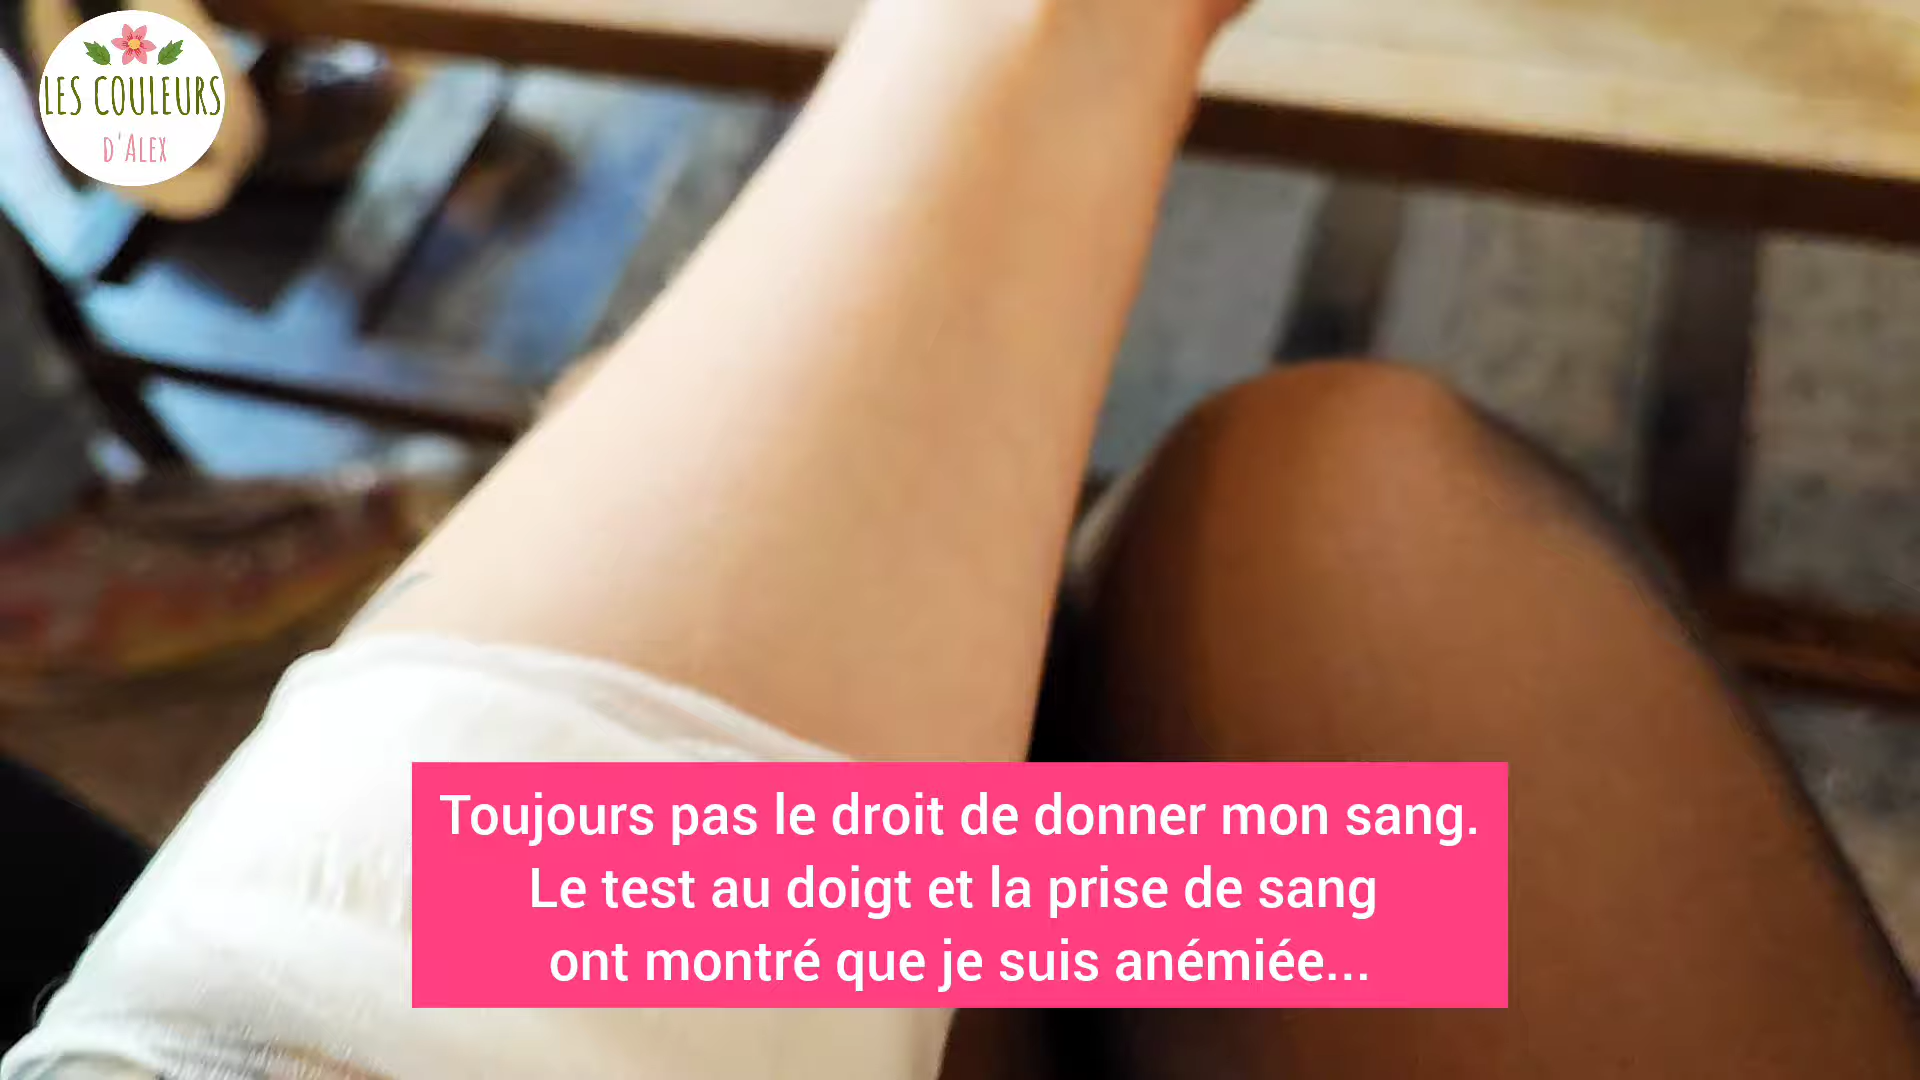 LES COULEURS
d'ALEX
Toujours pas le droit de donner mon sang.
Le test au doigt et la prise de sang
ont montré que je suis anémiée...